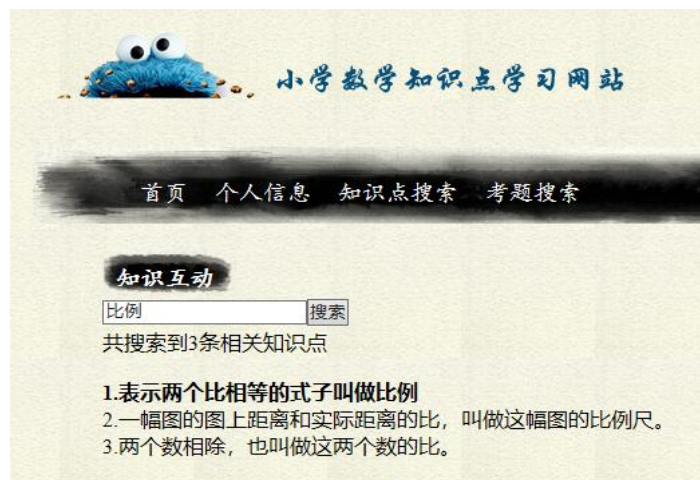 小学数学知识点学习网站
首页 个人信息 知识点搜索 考题搜索
知识互动
比例 搜索
共搜索到3条相关知识点
1.表示两个比相等的式子叫做比例
2.一幅图的图上距离和实际距离的比，叫做这幅图的比例尺。
3.两个数相除，也叫做这两个数的比。